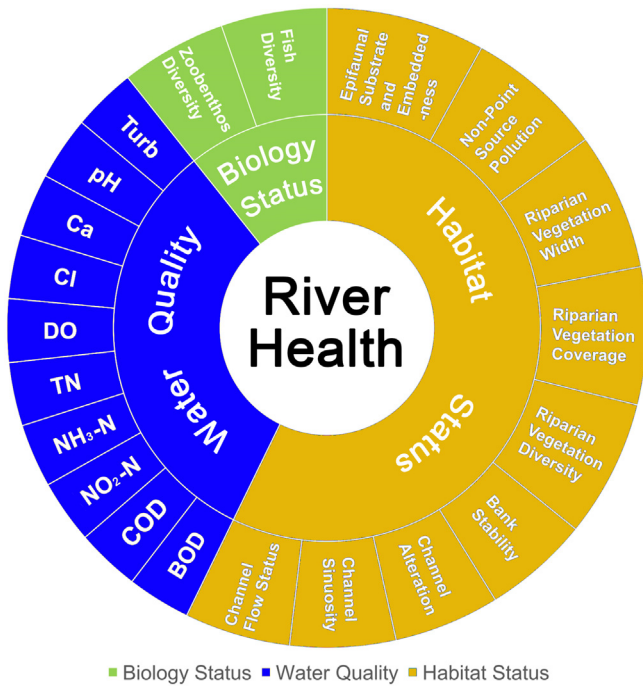 River
Health
Biology
Status
Zoobenthos
Diversity
Fish
Diversity
Habitat
Status
Epifaunal
Substrate
and
Embedded
-ness
Non-Point
Source
Pollution
Riparian
Vegetation
Width
Riparian
Vegetation
Coverage
Riparian
Vegetation
Diversity
Bank
Stability
Channel
Alteration
Channel
Sinuosity
Channel
Flow Status
Water
Quality
BOD
COD
NO₂-N
NH₃-N
TN
DO
Cl
Ca
pH
Turb
Biology Status Water Quality Habitat Status